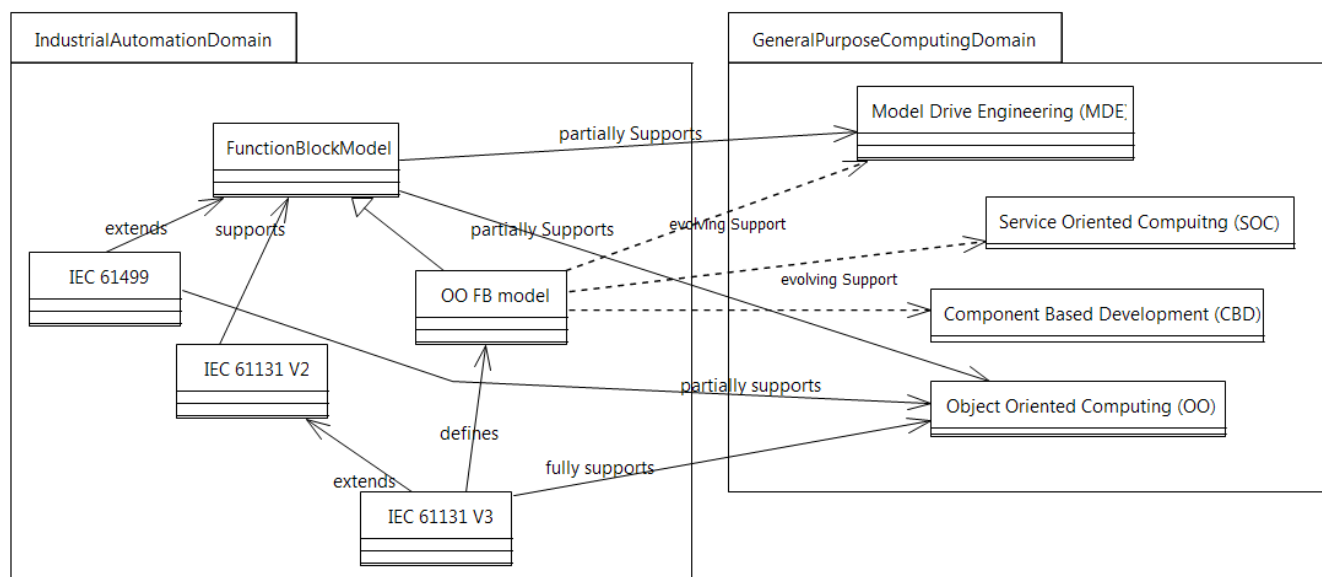 IndustrialAutomationDomain
GeneralPurposeComputingDomain
Model Drive Engineering (MDE)
partially Supports
FunctionBlockModel
extends
supports
partially Supports
evolving Support
Service Oriented Compuitng (SOC)
IEC 61499
OO FB model
evolving Support
Component Based Development (CBD)
IEC 61131 V2
partially supports
Object Oriented Computing (OO)
defines
fully supports
extends
IEC 61131 V3